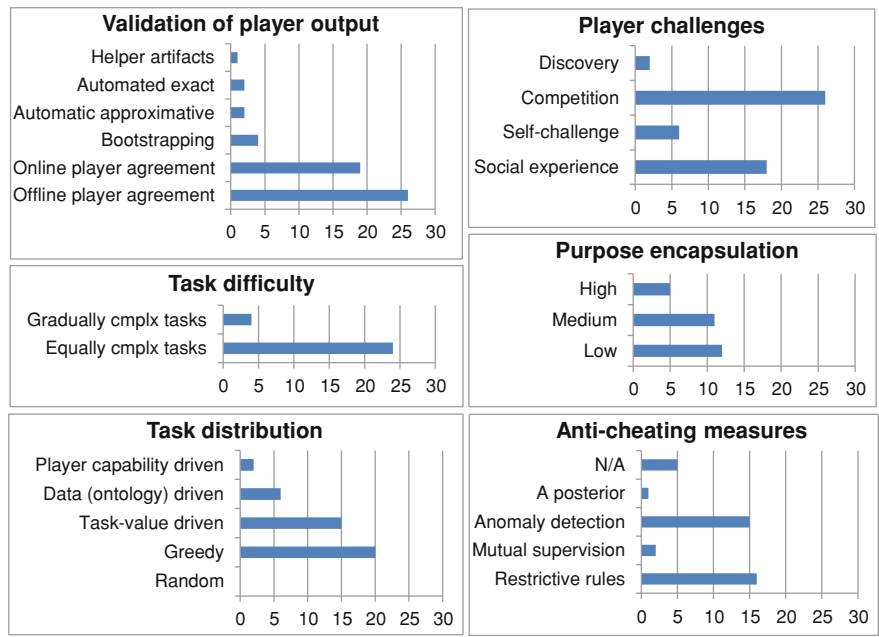 Validation of player output
Helper artifacts
Automated exact
Automatic approximative
Bootstrapping
Online player agreement
Offline player agreement
0 5 10 15 20 25 30
Player challenges
Discovery
Competition
Self-challenge
Social experience
0 5 10 15 20 25 30
Task difficulty
Gradually cmplx tasks
Equally cmplx tasks
0 5 10 15 20 25 30
Purpose encapsulation
High
Medium
Low
0 5 10 15 20 25 30
Task distribution
Player capability driven
Data (ontology) driven
Task-value driven
Greedy
Random
0 5 10 15 20 25 30
Anti-cheating measures
N/A
A posterior
Anomaly detection
Mutual supervision
Restrictive rules
0 5 10 15 20 25 30